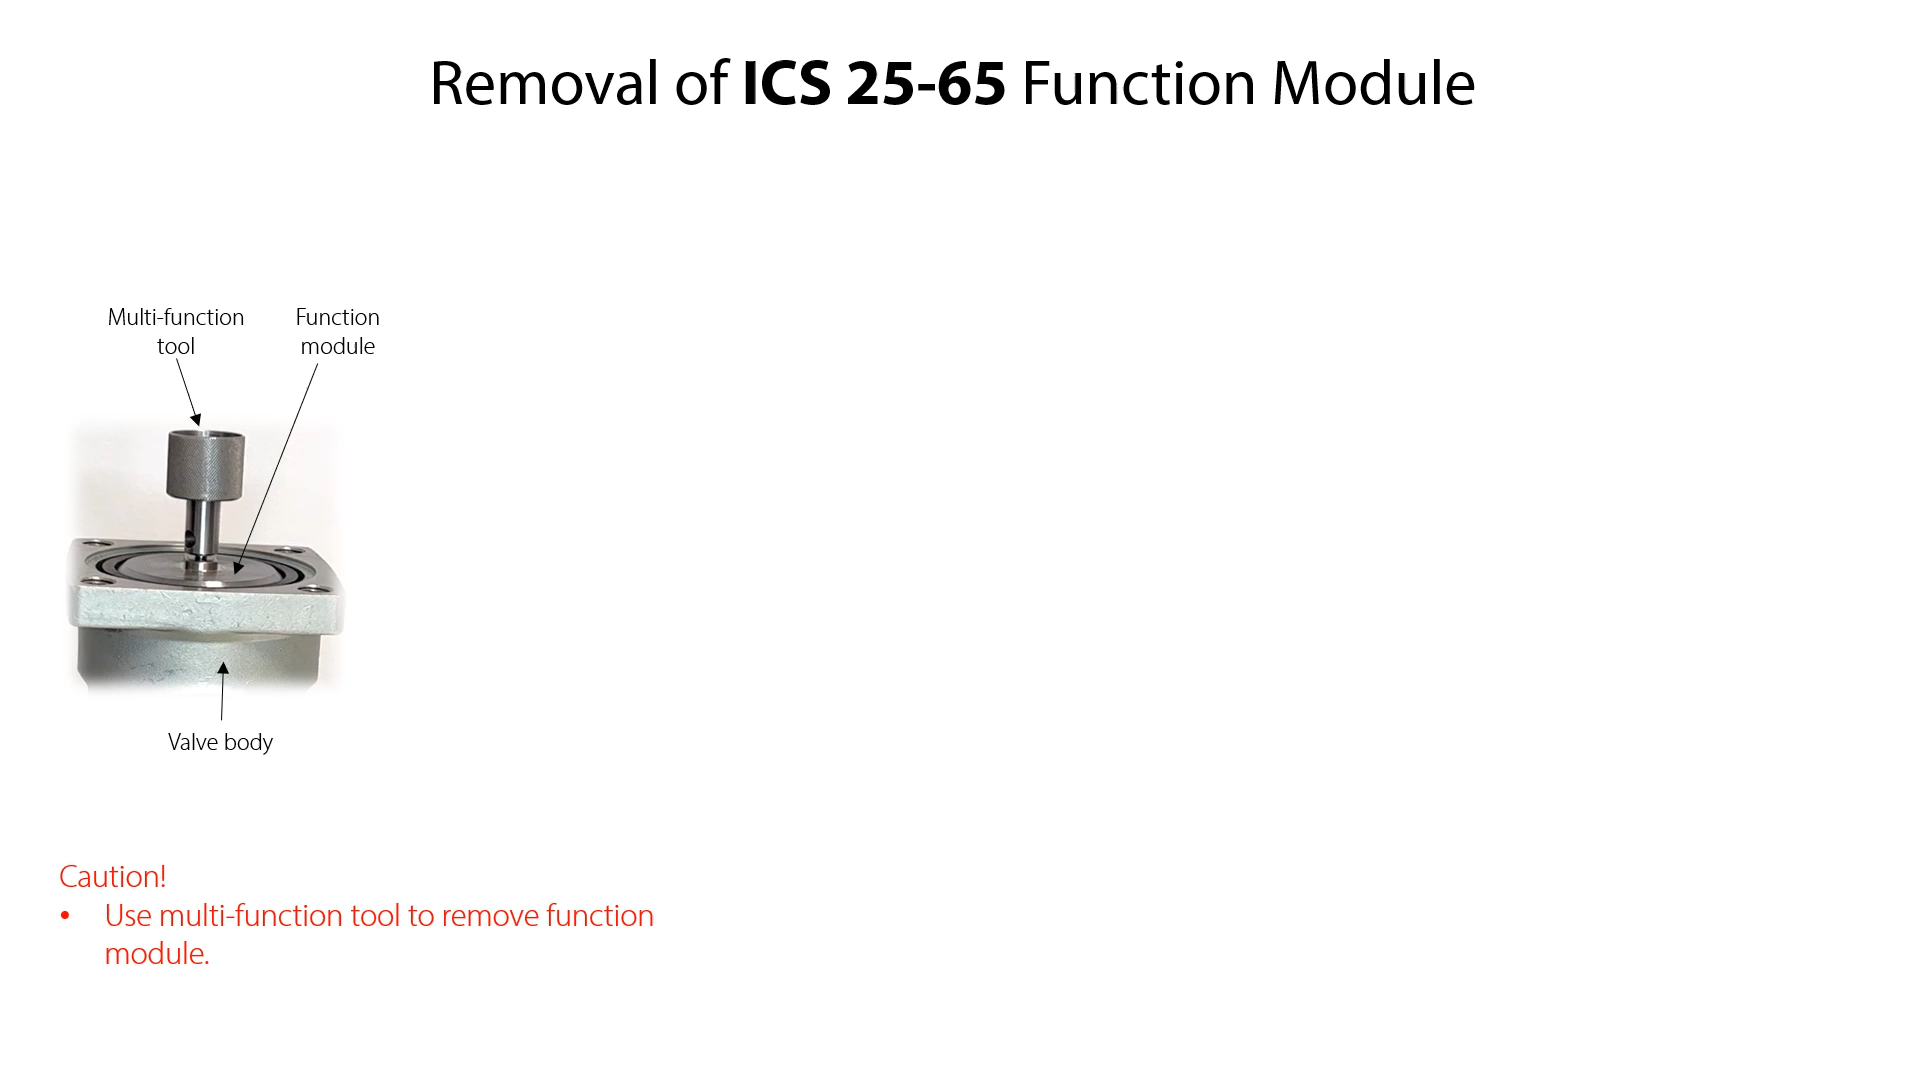 Removal of ICS 25-65 Function Module
Multi-function
tool
Function
module
Valve body
Caution!
• Use multi-function tool to remove function
module.